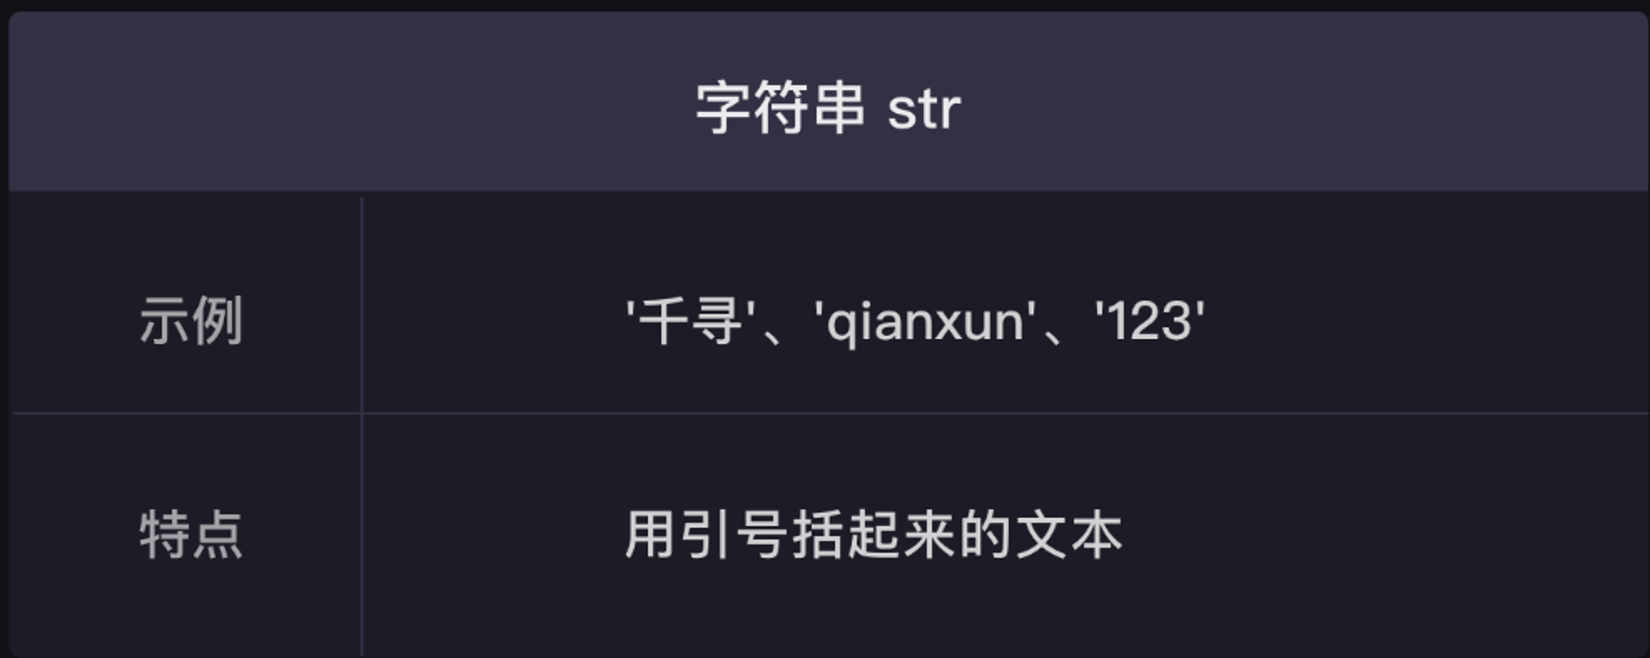 字符串 str
示例
'千寻'、'qianxun'、'123'
特点
用引号括起来的文本